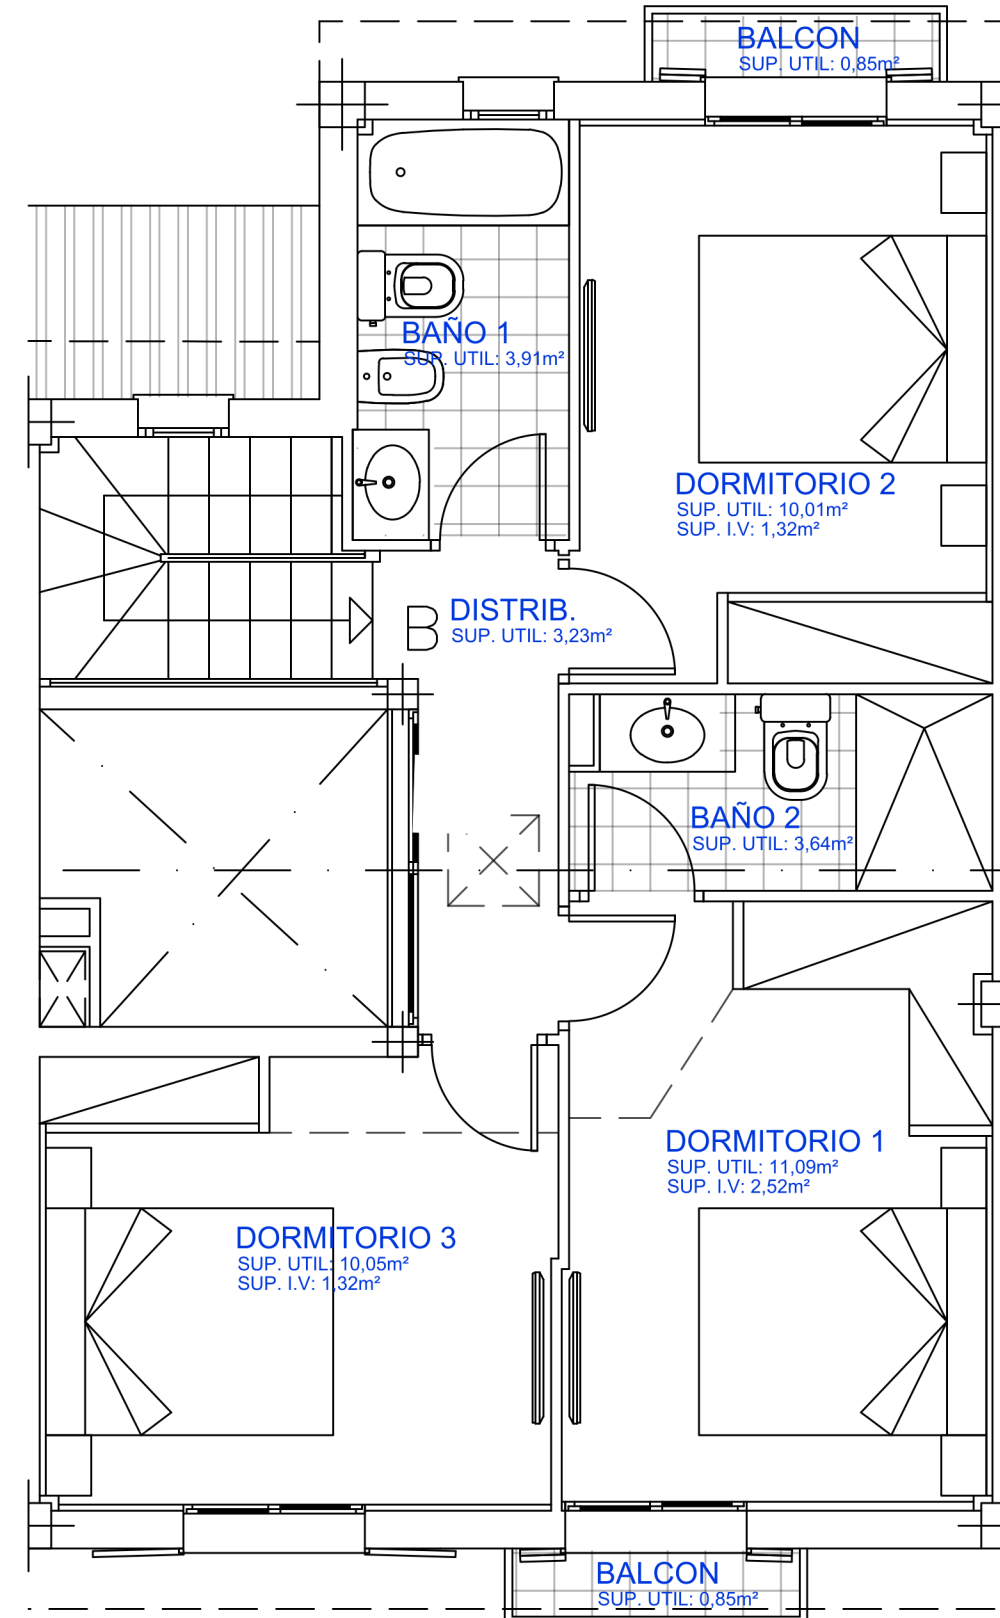 BALCON
SUP. UTIL: 0,85m²
BAÑO 1
SUP. UTIL: 3,91m²
DORMITORIO 2
SUP. UTIL: 10,01m²
SUP. I.V: 1,32m²
B
DISTRIB.
SUP. UTIL: 3,23m²
BAÑO 2
SUP. UTIL: 3,64m²
DORMITORIO 1
SUP. UTIL: 11,09m²
SUP. I.V: 2,52m²
DORMITORIO 3
SUP. UTIL: 10,05m²
SUP. I.V: 1,32m²
BALCON
SUP. UTIL: 0,85m²